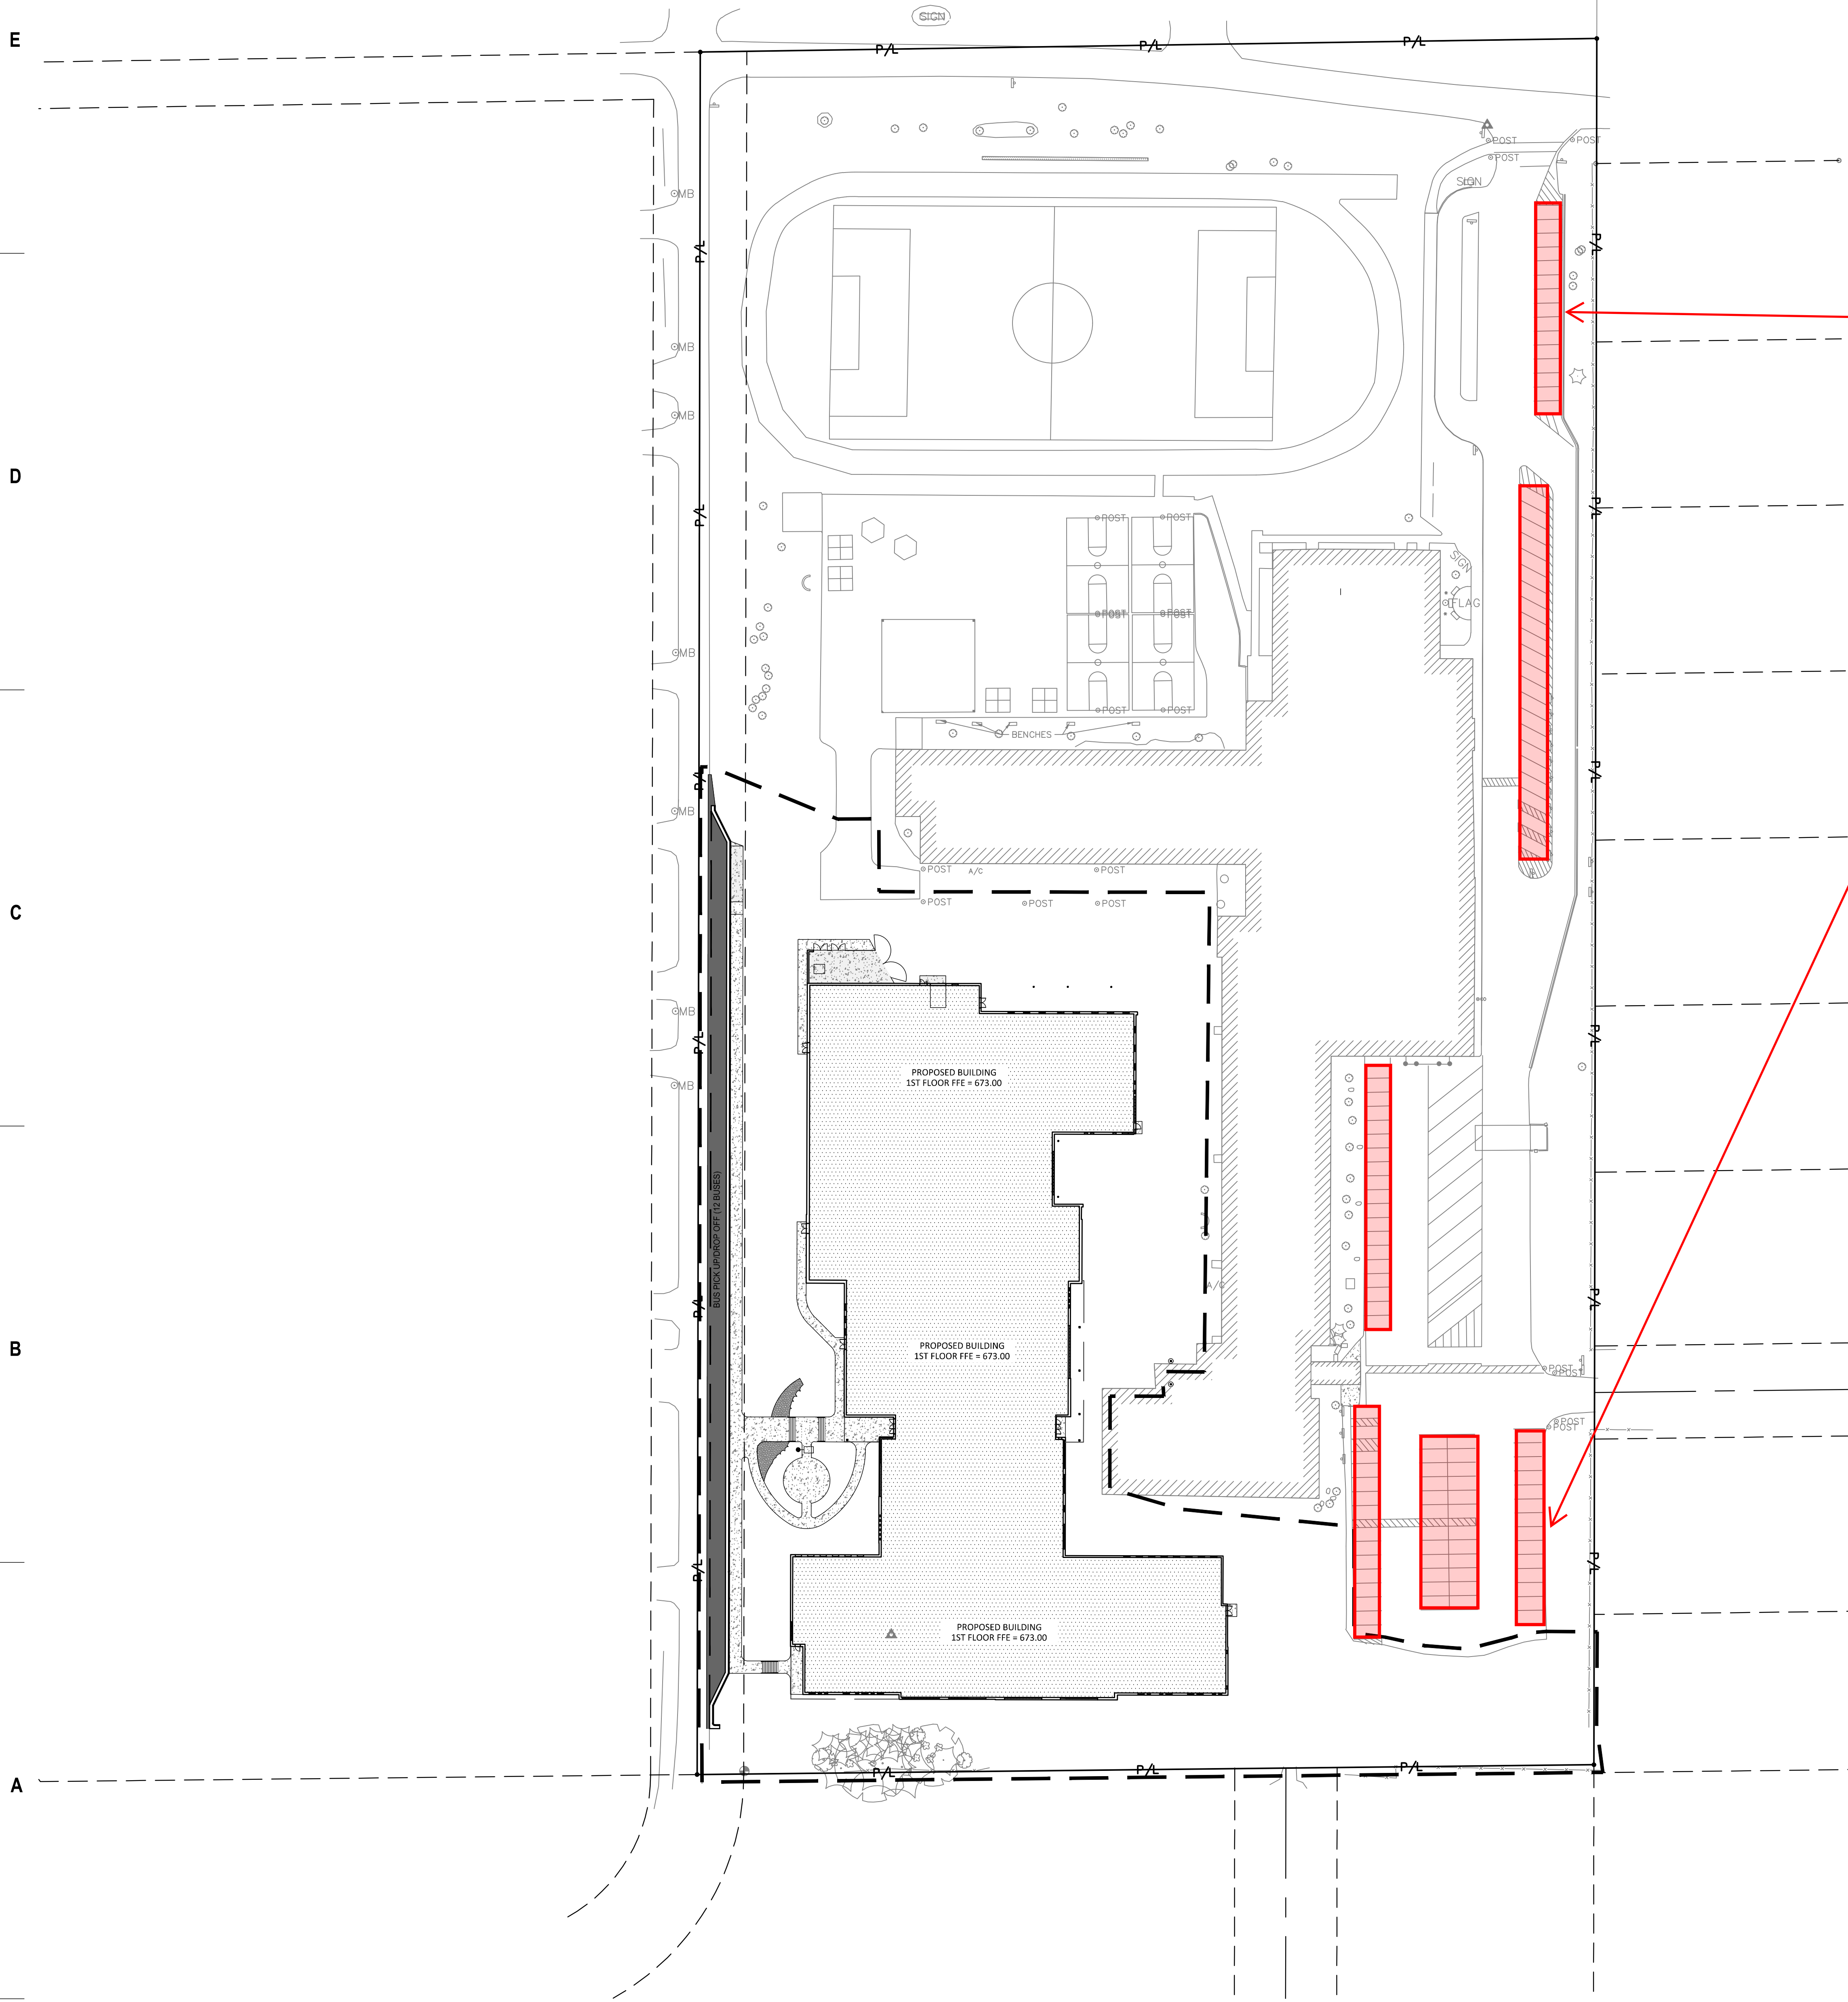 E
SIGN
P/L
P/L
P/L
POST
POST
POST
SIGN
MB
P/L
P/L
MB
MB
D
P/L
P/L
POST
POST
SIGN
FLAG
POST
POST
POST
POST
MB
POST
POST
BENCHES
P/L
P/L
MB
POST
A/C
POST
POST
POST
POST
C
MB
P/L
P/L
PROPOSED BUILDING
1ST FLOOR FFE = 673.00
MB
BUS PICK UP/DROP OFF (12 BUSES)
A/C
P/L
P/L
B
PROPOSED BUILDING
1ST FLOOR FFE = 673.00
POST
POST
POST
POST
P/L
P/L
PROPOSED BUILDING
1ST FLOOR FFE = 673.00
A
P/L
P/L
P/L